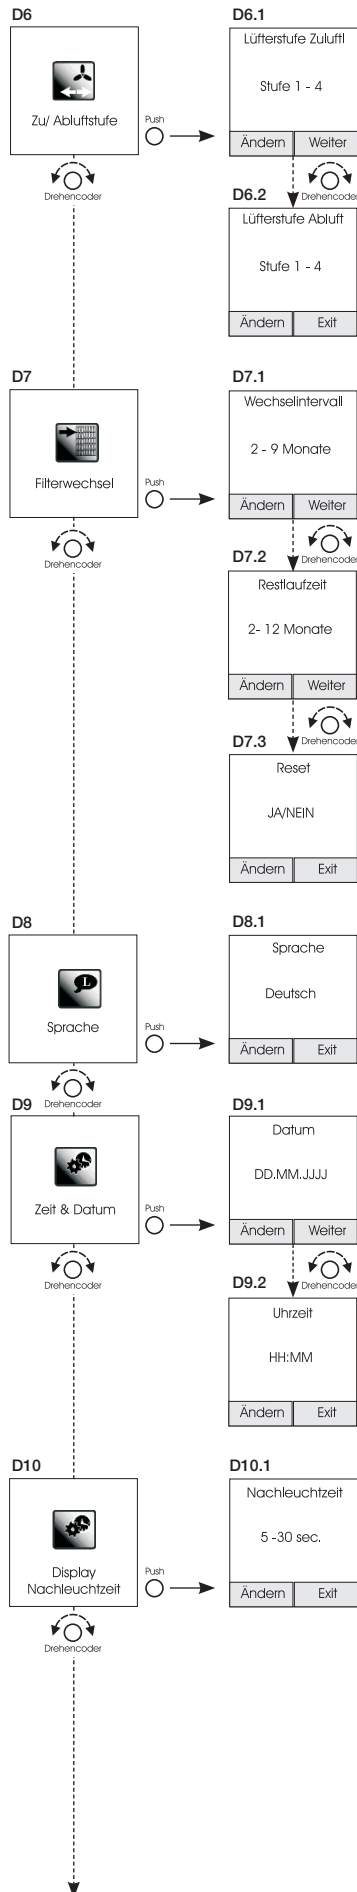 D6
Zu/ Abluftstufe
Push
Drehencoder
D6.1
Lüfterstufe Zuluftl
Stufe 1 - 4
Ändern Weiter
Drehencoder
D6.2
Lüfterstufe Abluft
Stufe 1 - 4
Ändern Exit
D7
Filterwechsel
Push
Drehencoder
D7.1
Wechselintervall
2 - 9 Monate
Ändern Weiter
Drehencoder
D7.2
Restlaufzeit
2- 12 Monate
Ändern Weiter
Drehencoder
D7.3
Reset
JA/NEIN
Ändern Exit
D8
L
Sprache
Push
Drehencoder
D8.1
Sprache
Deutsch
Ändern Exit
D9
Zeit & Datum
Push
Drehencoder
D9.1
Datum
DD.MM.JJJJ
Ändern Weiter
Drehencoder
D9.2
Uhrzeit
HH:MM
Ändern Exit
D10
Display
Nachleuchtzeit
Push
Drehencoder
D10.1
Nachleuchtzeit
5 -30 sec.
Ändern Exit